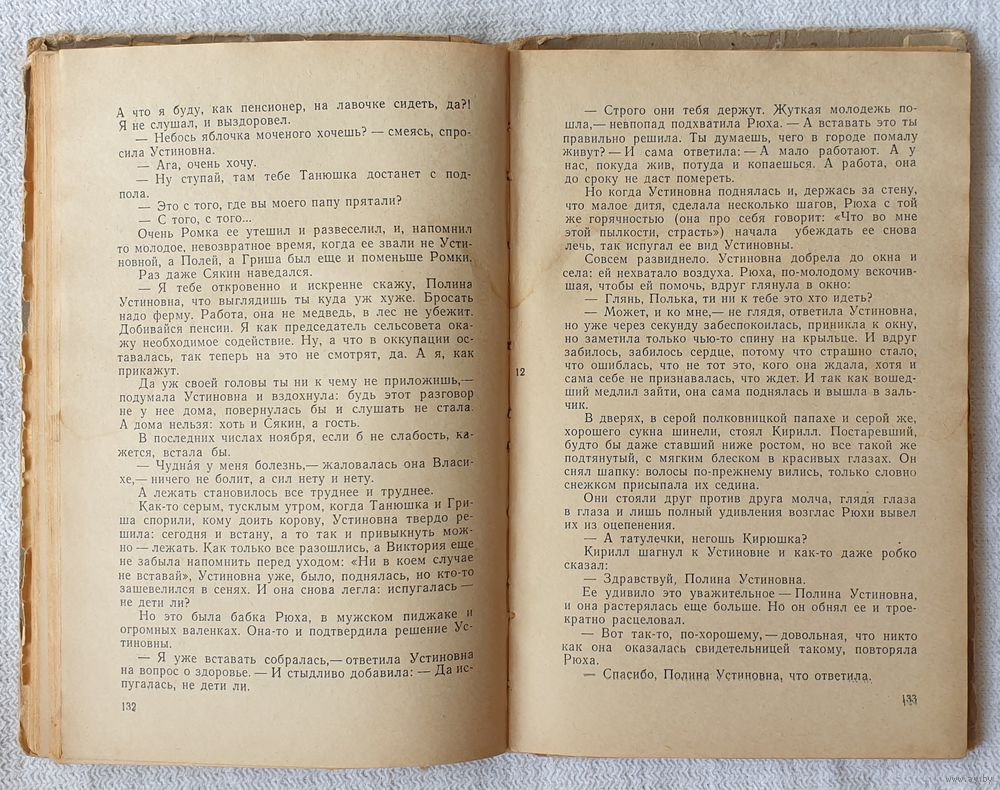 А что я буду, как пенсионер, на лавочке сидеть, да?!
Я не слушал, и выздоровел.
— Небось яблочка моченого хочешь? — смеясь, спро-
сила Устиновна.
— Ага, очень хочу.
— Ну ступай, там тебе Танюшка достанет с под-
пола.
— Это с того, где вы моего папу прятали?
— С того, с того...
Очень Ромка ее утешил и развеселил, и, напомнил
то молодое, невозвратное время, когда ее звали не Усти-
новной, а Полей, а Гриша был еще и поменьше Ромки.
Раз даже Сякин наведался.
— Я тебе откровенно и искренне скажу, Полина
Устиновна, что выглядишь ты куда уж хуже. Бросать
надо ферму. Работа, она не медведь, в лес не убежит.
Добивайся пенсии. Я как председатель сельсовета ока-
жу необходимое содействие. Ну, а что в оккупации ос-
тавалась, так теперь на это не смотрят, да. А я, как
прикажут.
Да уж своей головы ты ни к чему не приложишь,—
подумала Устиновна и вздохнула: будь этот разговор
не у нее дома, повернулась бы и слушать не стала.
А дома нельзя: хоть и Сякин, а гость.
В последних числах ноября, если б не слабость, ка-
жется, встала бы.
— Чудна́я у меня болезнь,— жаловалась она Власи-
хе,— ничего не болит, а сил нету и нету.
А лежать становилось все труднее и труднее.
Как-то серым, тусклым утром, когда Танюшка и Гри-
ша спорили, кому доить корову, Устиновна твердо ре-
шила: сегодня и встану, а то так и привыкнуть мож-
но — лежать. Как только все разошлись, а Виктория еще
не забыла напомнить перед уходом: «Ни в коем случае
не вставай», Устиновна уже, было, поднялась, но кто-то
зашевелился в сенях. И она снова легла: испугалась —
не дети ли?
Но это была бабка Рюха, в мужском пиджаке и
огромных валенках. Она-то и подтвердила решение Ус-
тиновны.
— Я уже вставать собралась,— ответила Устиновна
на вопрос о здоровье. — И стыдливо добавила: — Да ис-
пугалась, не дети ли.
132
12
— Строго они тебя держут. Жуткая молодежь по-
шла,— невпопад подхватила Рюха. — А вставать это ты
правильно решила. Ты думаешь, чего в городе помалу
живут? — И сама ответила: — А мало работают. А у
нас, покуда жив, потуда и копаешься. А работа, она
до сроку не даст помереть.
Но когда Устиновна поднялась и, держась за стену,
что малое дитя, сделала несколько шагов, Рюха с той
же горячностью (она про себя говорит: «Что во мне
этой пылкости, страсть») начала убеждать ее снова
лечь, так испугал ее вид Устиновны.
Совсем развиднело. Устиновна добрела до окна и
села: ей нехватало воздуха. Рюха, по-молодому вскочив-
шая, чтобы ей помочь, вдруг глянула в окно:
— Глянь, Полька, ти ни к тебе это хто идеть?
— Может, и ко мне,— не глядя, ответила Устиновна,
но уже через секунду забеспокоилась, приникла к окну,
но заметила только чью-то спину на крыльце. И вдруг
забилось, забилось сердце, потому что страшно стало,
что ошиблась, что не тот это, кого она ждала, хотя и
сама себе не признавалась, что ждет. И так как вошед-
ший медлил зайти, она сама поднялась и вышла в заль-
чик.
В дверях, в серой полковницкой папахе и серой же,
хорошего сукна шинели, стоял Кирилл. Постаревший,
будто бы даже ставший ниже ростом, но все такой же
подтянутый, с мягким блеском в красивых глазах. Он
снял шапку: волосы по-прежнему вились, только словно
снежком присыпала их седина.
Они стояли друг против друга молча, глядя глаза
в глаза и лишь полный удивления возглас Рюхи вывел
их из оцепенения.
— А татулечки, негошь Кирюшка?
Кирилл шагнул к Устиновне и как-то даже робко
сказал:
— Здравствуй, Полина Устиновна.
Ее удивило это уважительное — Полина Устиновна,
и она растерялась еще больше. Но он обнял ее и трое-
кратно расцеловал.
— Вот так-то, по-хорошему, — довольная, что никто
как она оказалась свидетельницей такому, повторяла
Рюха.
— Спасибо, Полина Устиновна, что ответила.
133
www.ay.by